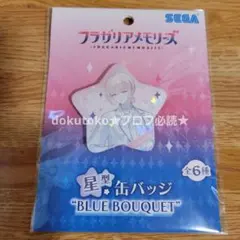 SEGA
フラガリアメモリーズ
-FRAGARIA MEMORIES-
uokutoko★プロフ必読★
全6種
星型缶バッジ
"BLUE BOUQUET"